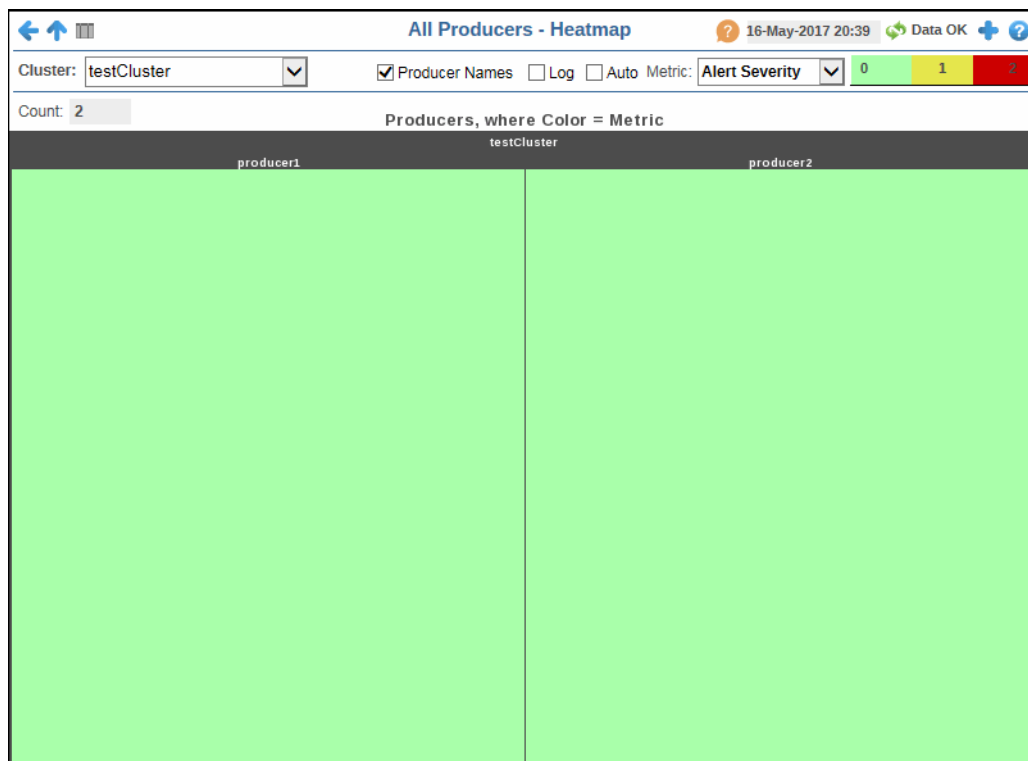 All Producers - Heatmap ? 16-May-2017 20:39 Data OK ?
Cluster: testCluster Producer Names Log Auto Metric: Alert Severity 0 1 2
Count: 2
Producers, where Color = Metric
testCluster
producer1 producer2